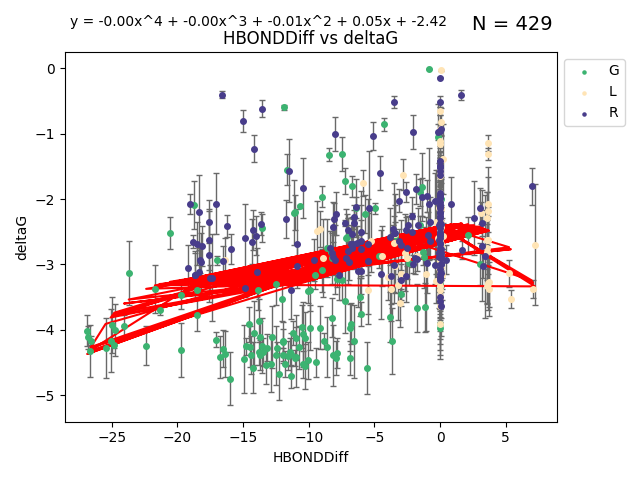 y = -0.00x^4 + -0.00x^3 + -0.01x^2 + 0.05x + -2.42
N = 429
HBONDDiff vs deltaG
G
L
R
deltaG
0
−1
−2
−3
−4
−5
−25 −20 −15 −10 −5 0 5
HBONDDiff